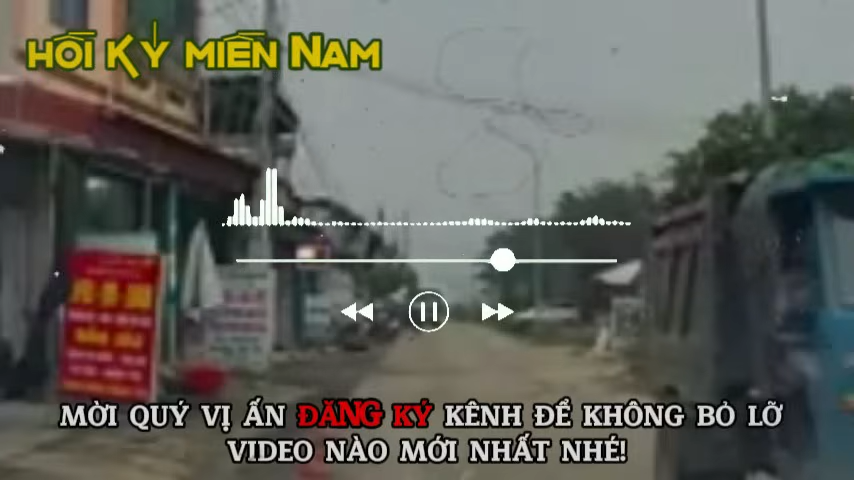 HỒI KÝ MIỀN NAM
MỜI QUÝ VỊ ẤN ĐĂNG KÝ KÊNH ĐỂ KHÔNG BỎ LỠ
VIDEO NÀO MỚI NHẤT NHÉ!